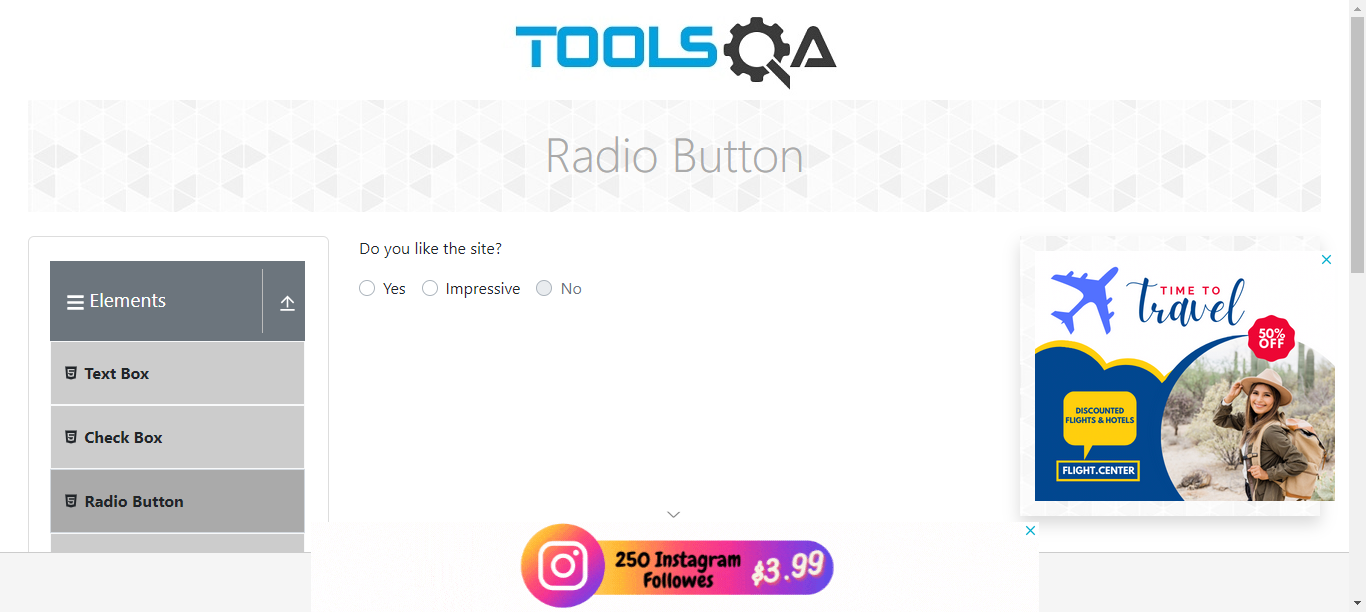 TOOLSQA
Radio Button
Elements
Text Box
Check Box
Radio Button
Do you like the site?
Yes
Impressive
No
TIME TO
travel
50%
OFF
DISCOUNTED
FLIGHTS & HOTELS
FLIGHT.CENTER
250 Instagram
Followes
$3.99